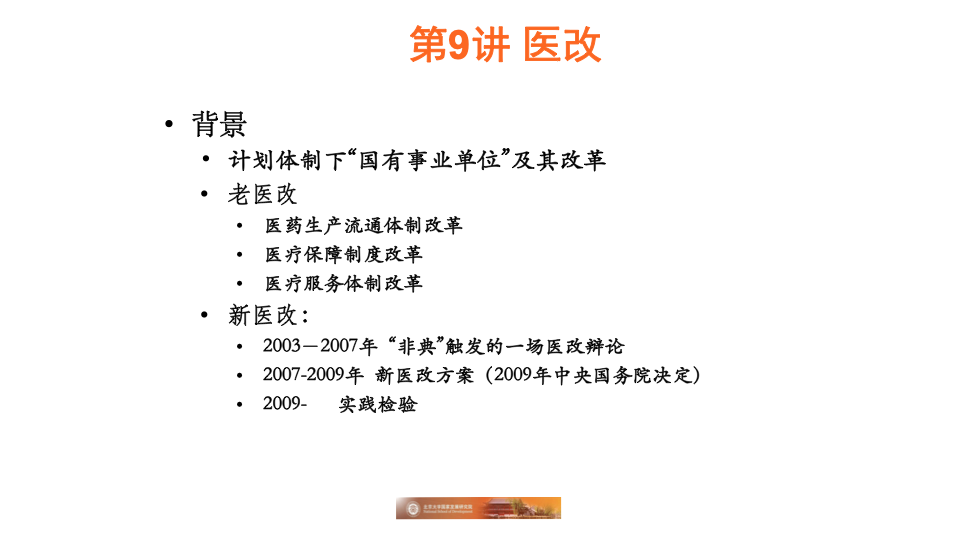 第9讲 医改
• 背景
• 计划体制下“国有事业单位”及其改革
• 老医改
• 医药生产流通体制改革
• 医疗保障制度改革
• 医疗服务体制改革
• 新医改：
• 2003－2007年 “非典”触发的一场医改辩论
• 2007-2009年 新医改方案（2009年中央国务院决定）
• 2009- 实践检验
北京大学国家发展研究院
National School of Development